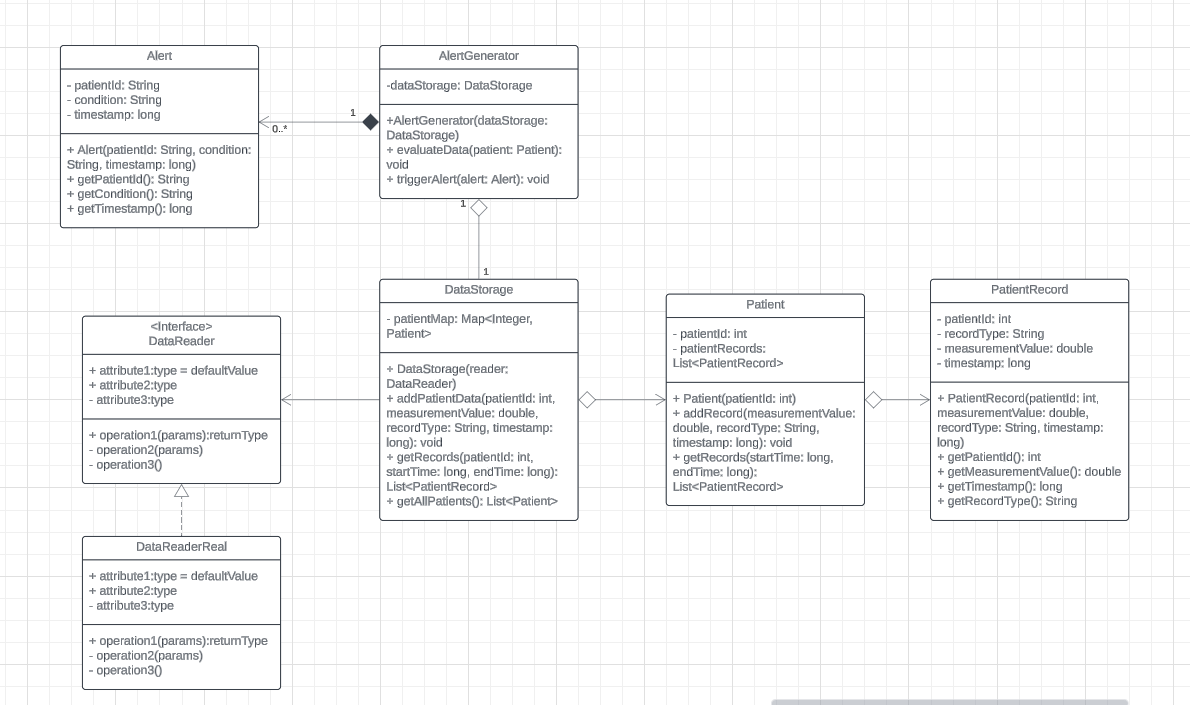 Alert
- patientId: String
- condition: String
- timestamp: long
+ Alert(patientId: String, condition:
String, timestamp: long)
+ getPatientId(): String
+ getCondition(): String
+ getTimestamp(): long
1
0..*
AlertGenerator
-dataStorage: DataStorage
+AlertGenerator(dataStorage:
DataStorage)
+ evaluateData(patient: Patient):
void
+ triggerAlert(alert: Alert): void
1
1
<Interface>
DataReader
+ attribute1:type = defaultValue
+ attribute2:type
- attribute3:type
+ operation1(params):returnType
- operation2(params)
- operation3()
DataStorage
- patientMap: Map<Integer,
Patient>
+ DataStorage(reader:
DataReader)
+ addPatientData(patientId: int,
measurementValue: double,
recordType: String, timestamp:
long): void
+ getRecords(patientId: int,
startTime: long, endTime: long):
List<PatientRecord>
+ getAllPatients(): List<Patient>
Patient
- patientId: int
- patientRecords:
List<PatientRecord>
+ Patient(patientId: int)
+ addRecord(measurementValue:
double, recordType: String,
timestamp: long): void
+ getRecords(startTime: long,
endTime: long):
List<PatientRecord>
PatientRecord
- patientId: int
- recordType: String
- measurementValue: double
- timestamp: long
+ PatientRecord(patientId: int,
measurementValue: double,
recordType: String, timestamp:
long)
+ getPatientId(): int
+ getMeasurementValue(): double
+ getTimestamp(): long
+ getRecordType(): String
DataReaderReal
+ attribute1:type = defaultValue
+ attribute2:type
- attribute3:type
+ operation1(params):returnType
- operation2(params)
- operation3()